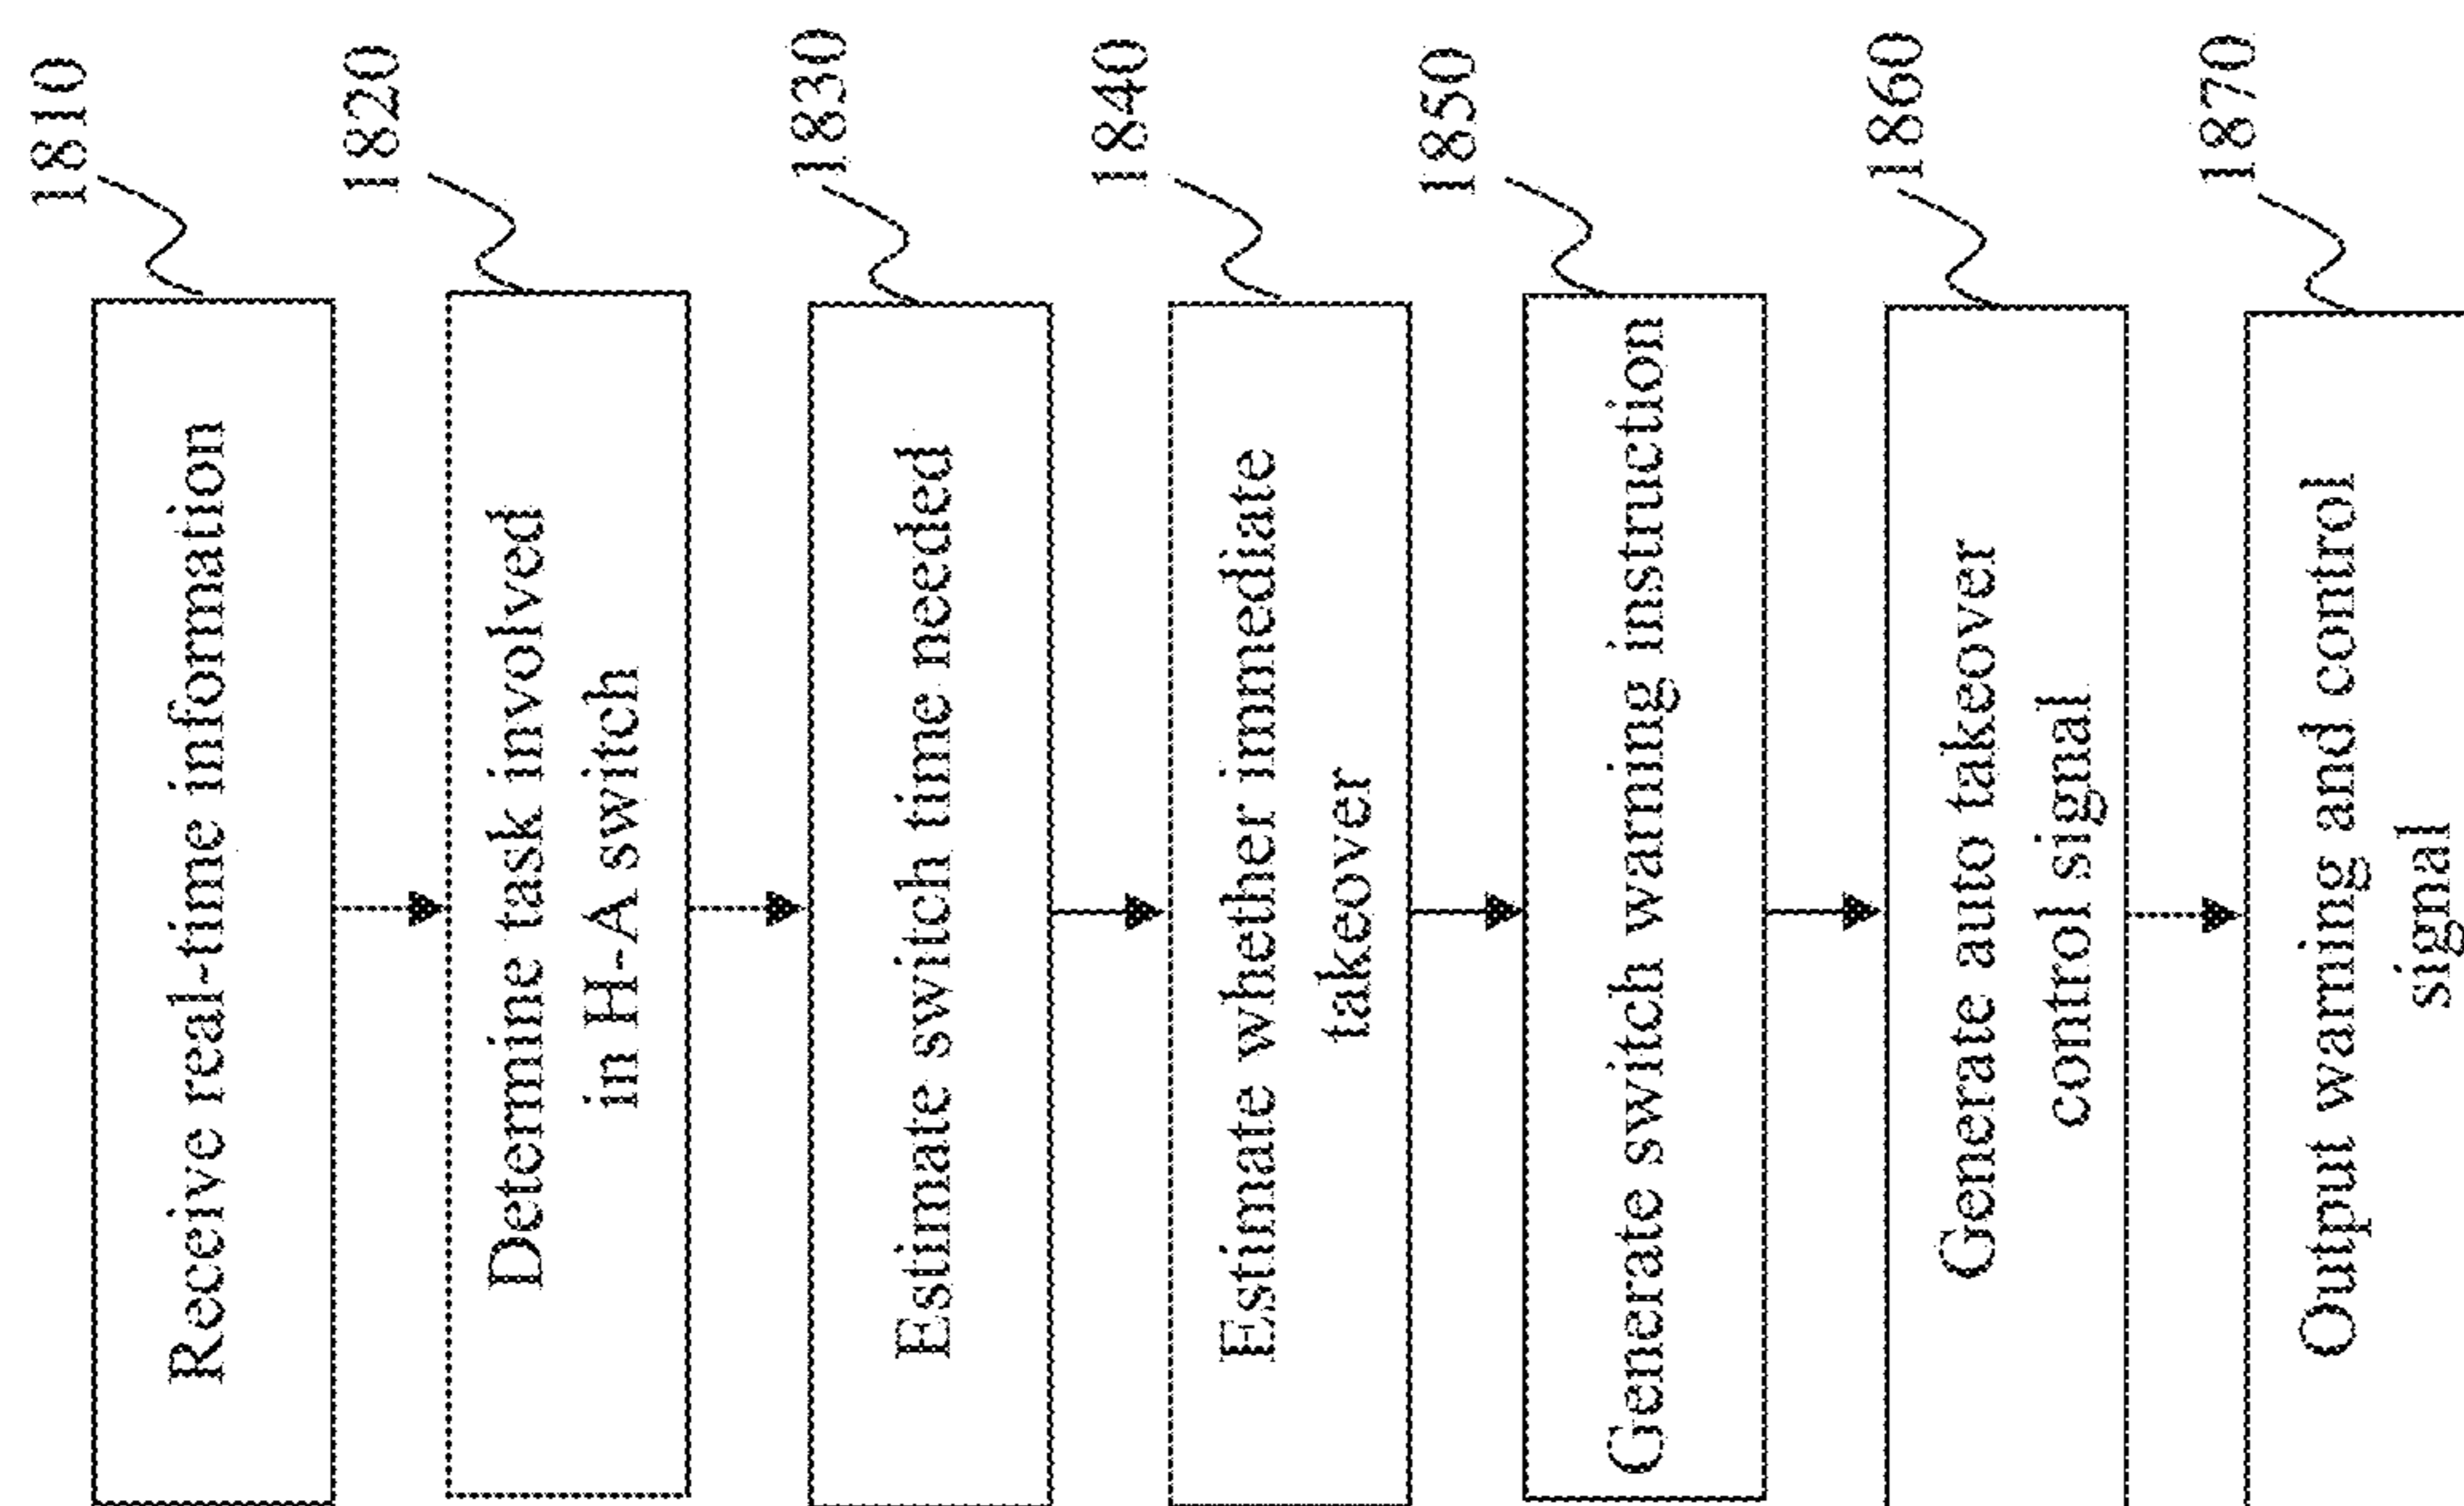 Receive real-time information
1810
Determine task involved
in H-A switch
1820
Estimate switch time needed
1830
Estimate whether immediate
takeover
1840
Generate switch warning instruction
1850
Generate auto takeover
control signal
1860
Output warning and control
signal
1870